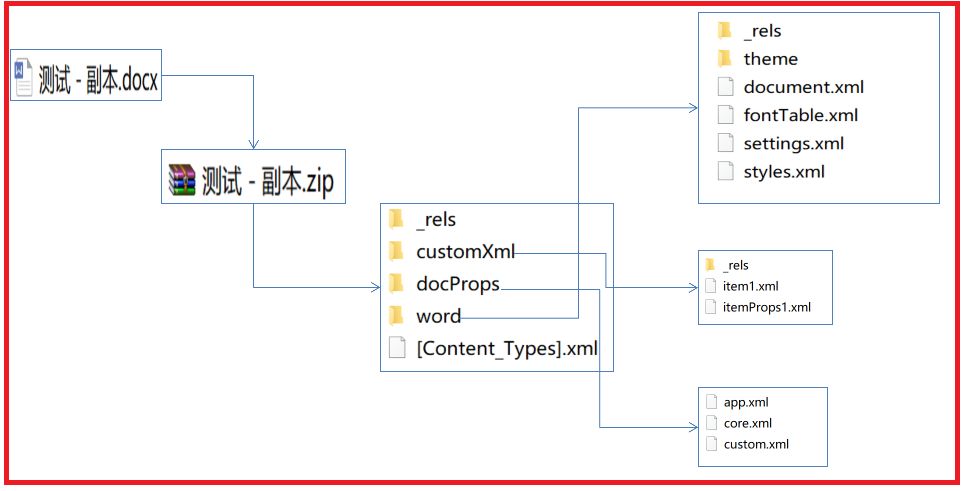 测试 - 副本.docx
测试 - 副本.zip
_rels
customXml
docProps
word
[Content_Types].xml
_rels
theme
document.xml
fontTable.xml
settings.xml
styles.xml
_rels
item1.xml
itemProps1.xml
app.xml
core.xml
custom.xml